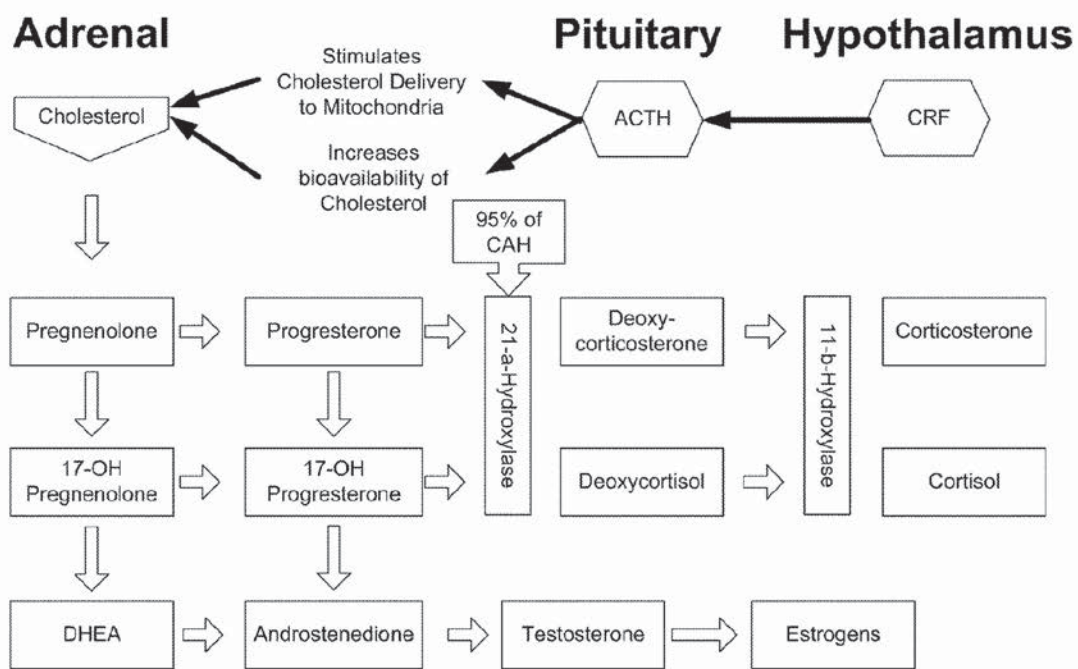 Adrenal
Pituitary
Hypothalamus
Stimulates
Cholesterol Delivery
to Mitochondria
Cholesterol
ACTH
CRF
Increases
bioavailability of
Cholesterol
95% of
CAH
Pregnenolone
Progresterone
21-a-Hydroxylase
Deoxy-
corticosterone
11-b-Hydroxylase
Corticosterone
17-OH
Pregnenolone
17-OH
Progresterone
Deoxycortisol
Cortisol
DHEA
Androstenedione
Testosterone
Estrogens